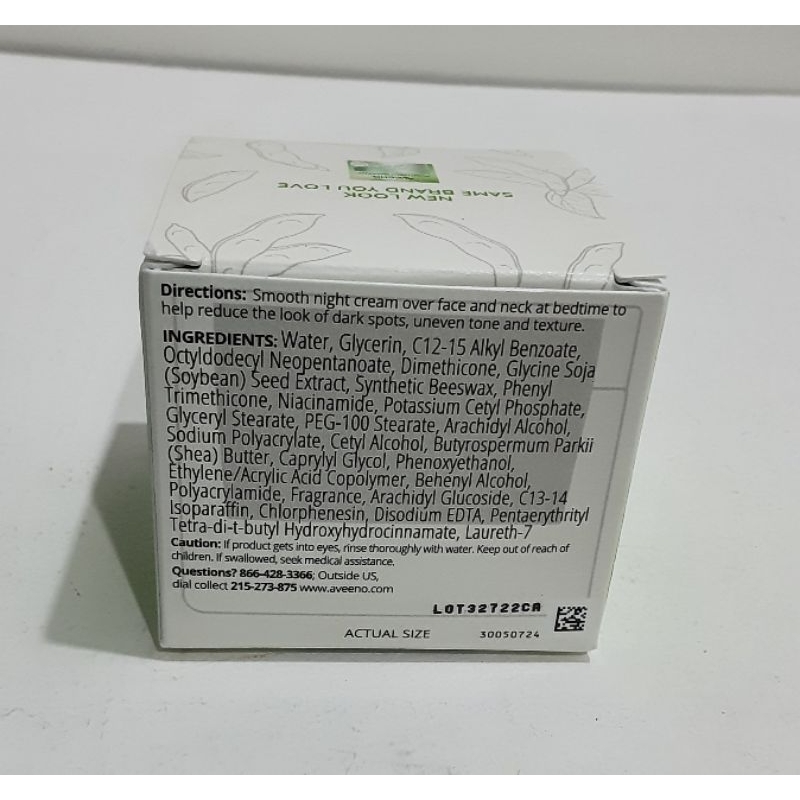 NEW LOOK
SAME BRAND YOU LOVE
Directions: Smooth night cream over face and neck at bedtime to
help reduce the look of dark spots, uneven tone and texture.
INGREDIENTS: Water, Glycerin, C12-15 Alkyl Benzoate,
Octyldodecyl Neopentanoate, Dimethicone, Glycine Soja
(Soybean) Seed Extract, Synthetic Beeswax, Phenyl
Trimethicone, Niacinamide, Potassium Cetyl Phosphate,
Glyceryl Stearate, PEG-100 Stearate, Arachidyl Alcohol,
Sodium Polyacrylate, Cetyl Alcohol, Butyrospermum Parkii
(Shea) Butter, Caprylyl Glycol, Phenoxyethanol,
Ethylene/Acrylic Acid Copolymer, Behenyl Alcohol,
Polyacrylamide, Fragrance, Arachidyl Glucoside, C13-14
Isoparaffin, Chlorphenesin, Disodium EDTA, Pentaerythrityl
Tetra-di-t-butyl Hydroxyhydrocinnamate, Laureth-7
Caution: If product gets into eyes, rinse thoroughly with water. Keep out of reach of
children. If swallowed, seek medical assistance.
Questions? 866-428-3366; Outside US,
dial collect 215-273-875 www.aveeno.com
LOT32722CA
ACTUAL SIZE 30050724